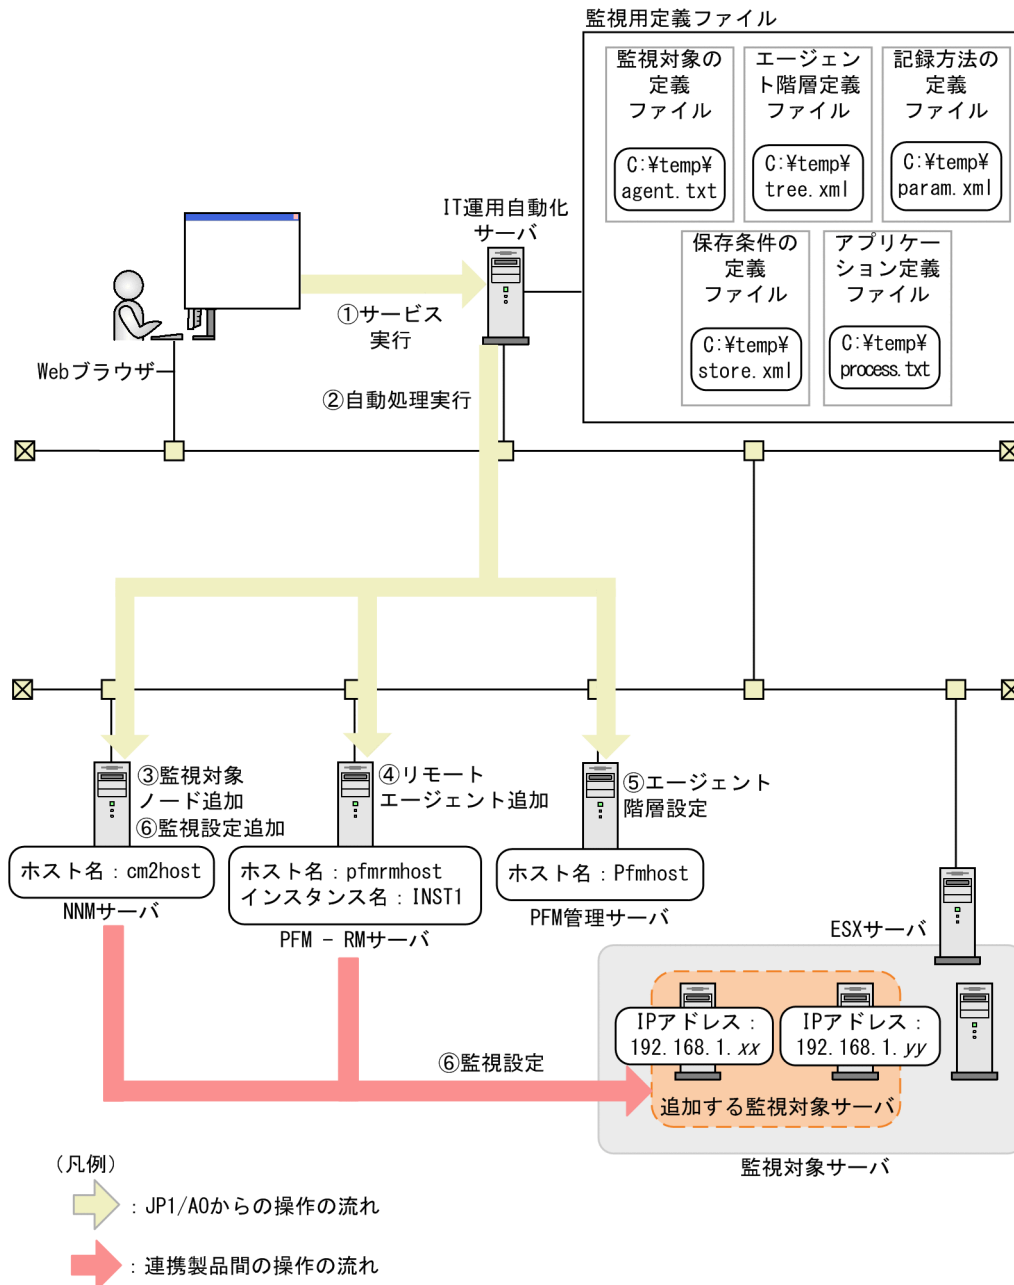 監視用定義ファイル
監視対象の
定義
ファイル
C:¥temp¥
agent.txt
エージェン
ト階層定義
ファイル
C:¥temp¥
tree.xml
記録方法の
定義
ファイル
C:¥temp¥
param.xml
保存条件の
定義
ファイル
C:¥temp¥
store.xml
アプリケー
ション定義
ファイル
C:¥temp¥
process.txt
IT運用自動化
サーバ
①サービス
実行
Webブラウザー
②自動処理実行
③監視対象
ノード追加
⑥監視設定追加
ホスト名：cm2host
NNMサーバ
④リモート
エージェント追加
ホスト名：pfmrmhost
インスタンス名：INST1
PFM － RMサーバ
⑤エージェント
階層設定
ホスト名：Pfmhost
PFM管理サーバ
ESXサーバ
IPアドレス：
192.168.1.xx
IPアドレス：
192.168.1.yy
⑥監視設定
追加する監視対象サーバ
監視対象サーバ
（凡例）
：JP1/AOからの操作の流れ
：連携製品間の操作の流れ